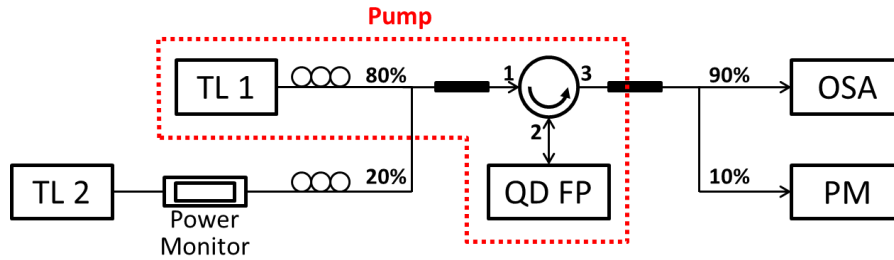 Pump
TL 1
80%
1
3
90%
OSA
2
TL 2
20%
QD FP
10%
PM
Power
Monitor